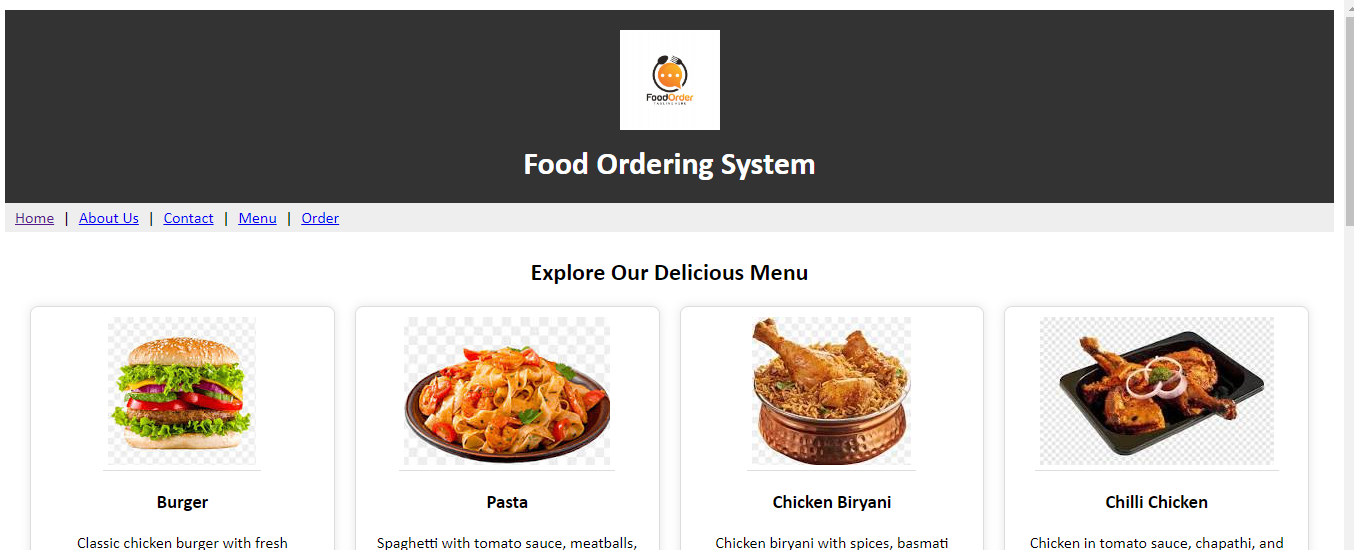 FoodOrder
TAGLINE HERE
Food Ordering System
Home | About Us | Contact | Menu | Order
Explore Our Delicious Menu
Burger
Pasta
Chicken Biryani
Chilli Chicken
Classic chicken burger with fresh
Spaghetti with tomato sauce, meatballs,
Chicken biryani with spices, basmati
Chicken in tomato sauce, chapathi, and